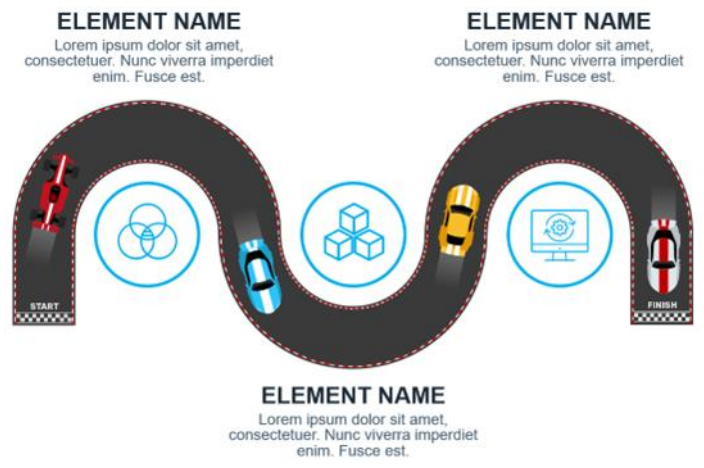 ELEMENT NAME
Lorem ipsum dolor sit amet,
consectetuer. Nunc viverra imperdiet
enim. Fusce est.
ELEMENT NAME
Lorem ipsum dolor sit amet,
consectetuer. Nunc viverra imperdiet
enim. Fusce est.
START
FINISH
ELEMENT NAME
Lorem ipsum dolor sit amet,
consectetuer. Nunc viverra imperdiet
enim. Fusce est.